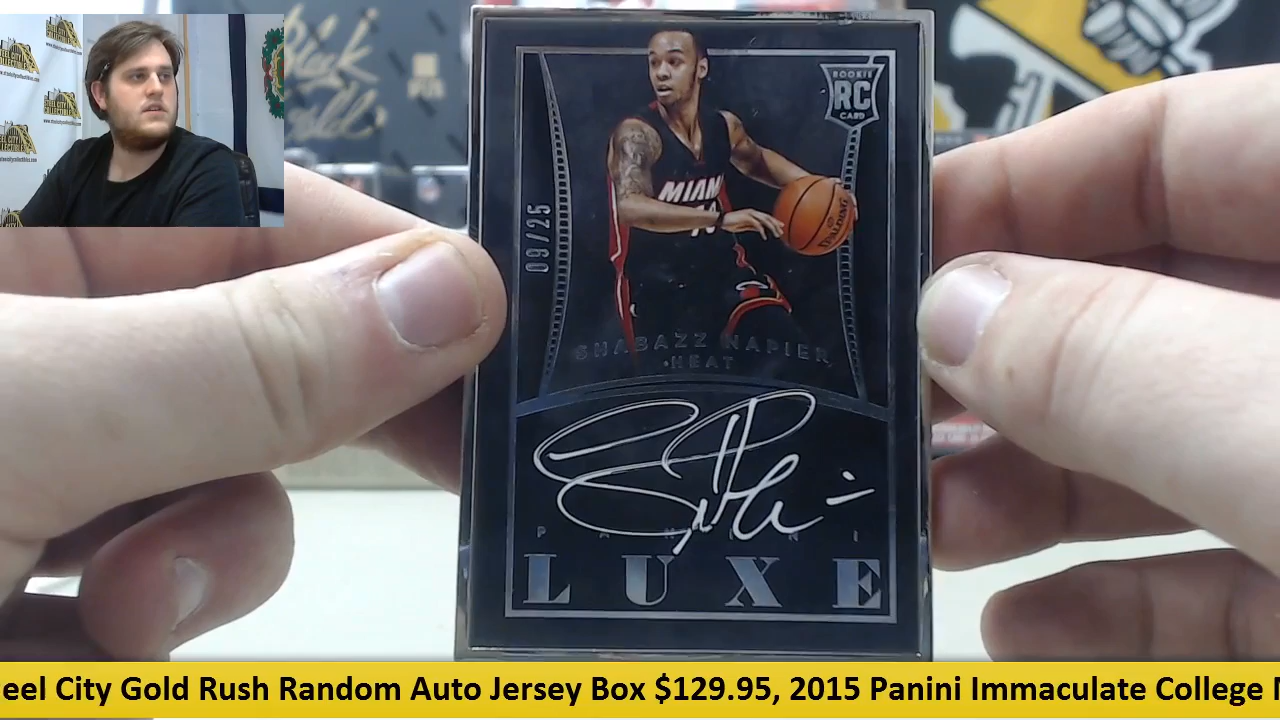 ROOKIE
RC
CARD
MIAMI
SPALDING
09/25
SHABAZZ NAPIER
HEAT
PANINI
LUXE
eel City Gold Rush Random Auto Jersey Box $129.95, 2015 Panini Immaculate College